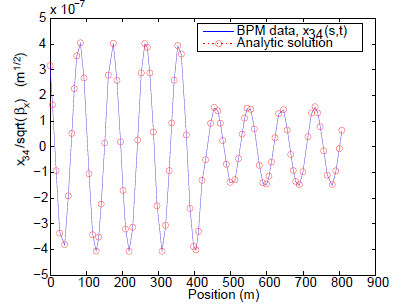 x 10⁻⁷
5
4
3
2
1
0
−1
−2
−3
−4
−5
x₃₄/sqrt( βₓ) (m^{1/2})
BPM data, x₃₄(s,t)
Analytic solution
0 100 200 300 400 500 600 700 800 900
Position (m)